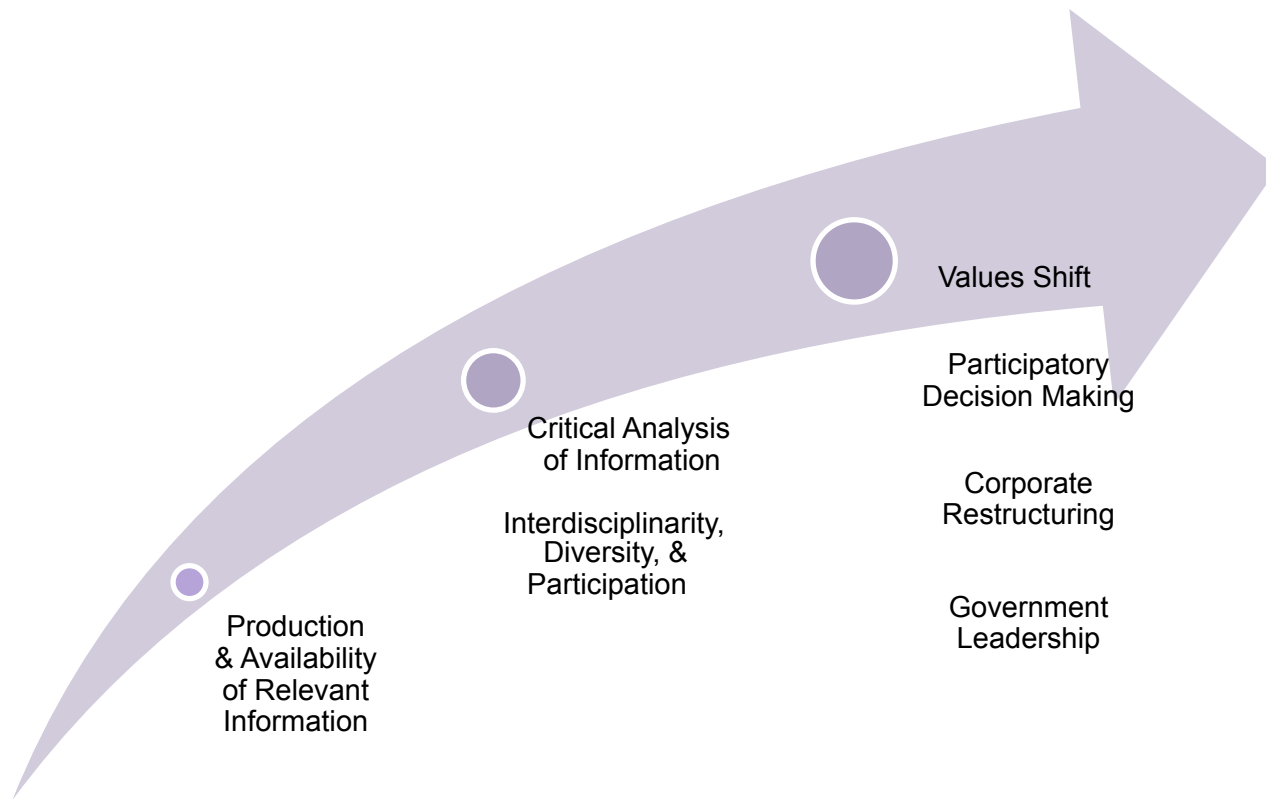 Production
& Availability
of Relevant
Information
Critical Analysis
of Information
Interdisciplinarity,
Diversity, &
Participation
Values Shift
Participatory
Decision Making
Corporate
Restructuring
Government
Leadership